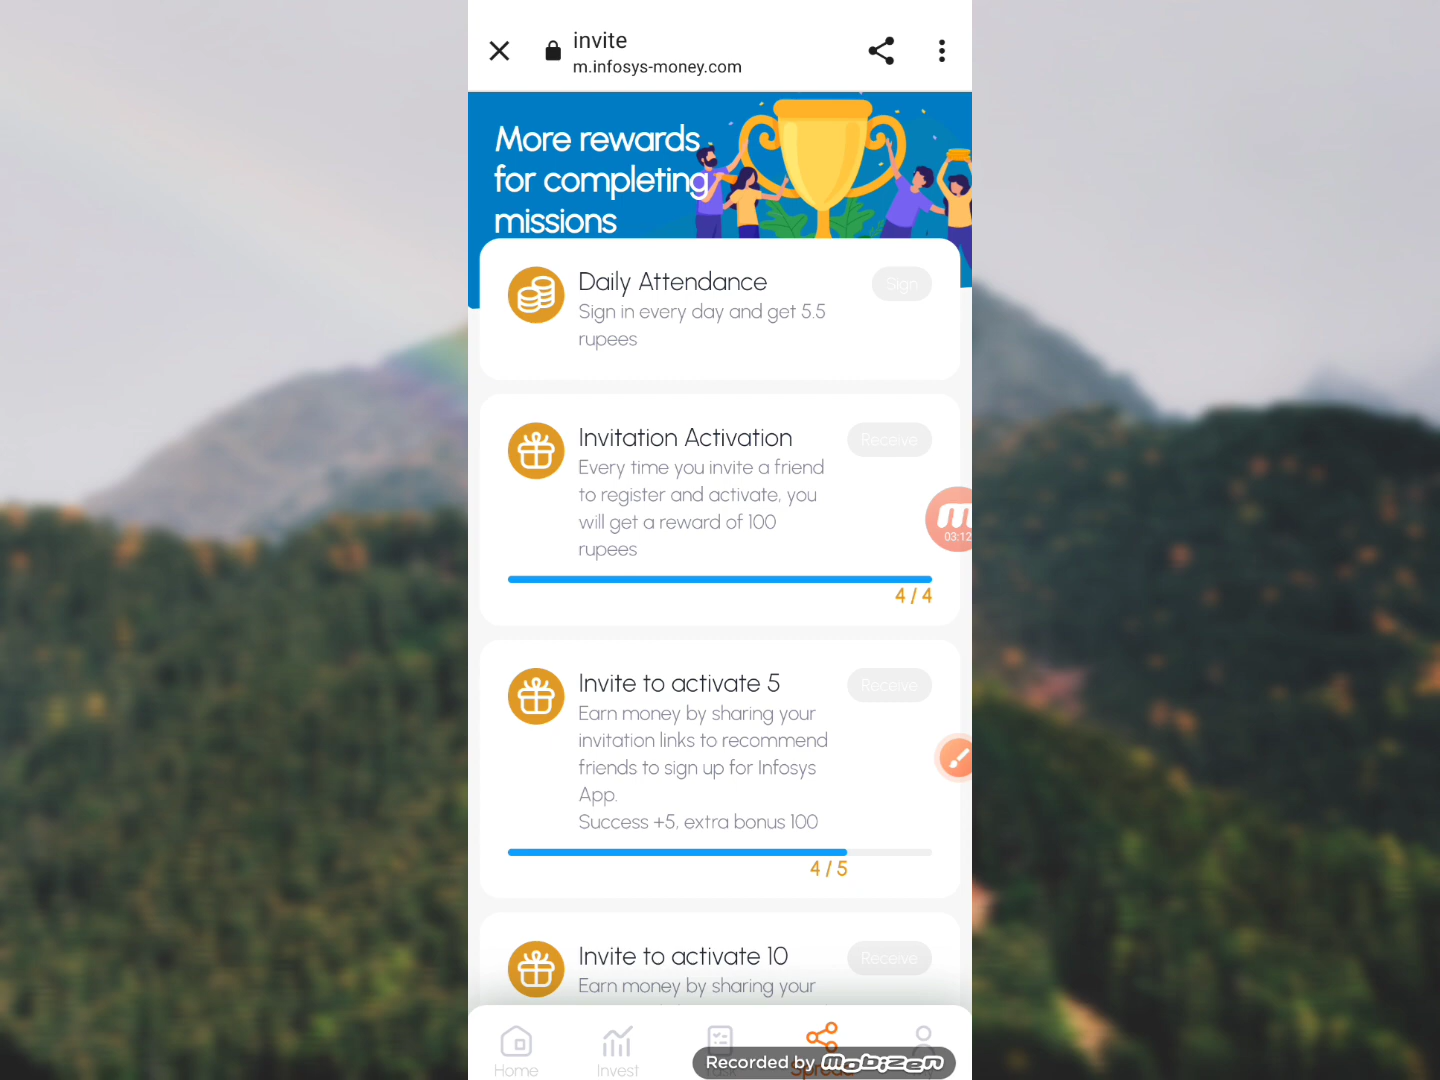 invite
m.infosys-money.com
More rewards
for completing
missions
Daily Attendance
Sign
Sign in every day and get 5.5
rupees
Invitation Activation
Receive
Every time you invite a friend
to register and activate, you
will get a reward of 100
rupees
03:12
4 / 4
Invite to activate 5
Receive
Earn money by sharing your
invitation links to recommend
friends to sign up for Infosys
App.
Success +5, extra bonus 100
4 / 5
Invite to activate 10
Receive
Earn money by sharing your
Recorded by mobizen
Home
Invest